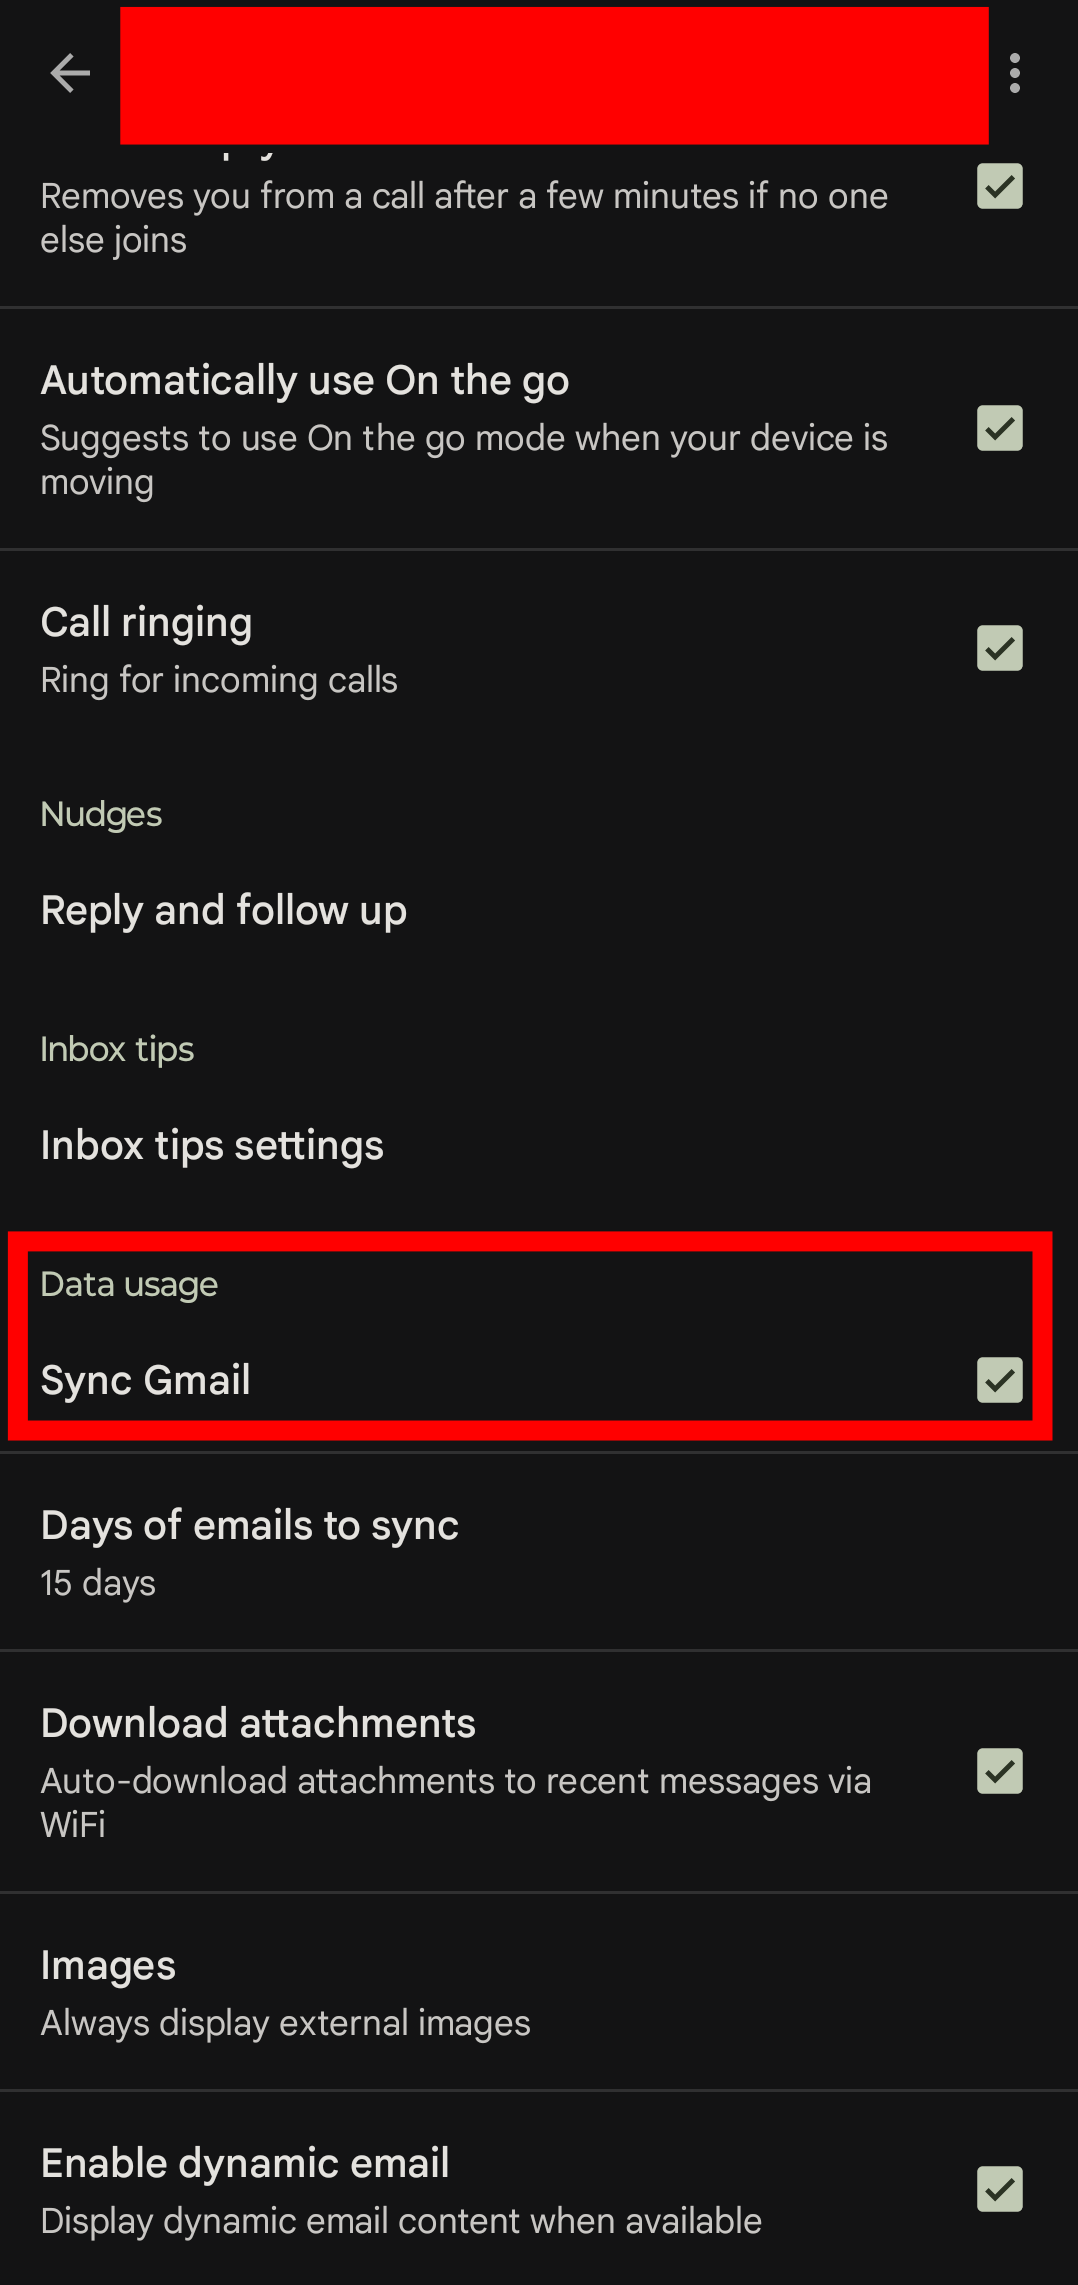 Removes you from a call after a few minutes if no one
else joins
Automatically use On the go
Suggests to use On the go mode when your device is
moving
Call ringing
Ring for incoming calls
Nudges
Reply and follow up
Inbox tips
Inbox tips settings
Data usage
Sync Gmail
Days of emails to sync
15 days
Download attachments
Auto-download attachments to recent messages via
WiFi
Images
Always display external images
Enable dynamic email
Display dynamic email content when available